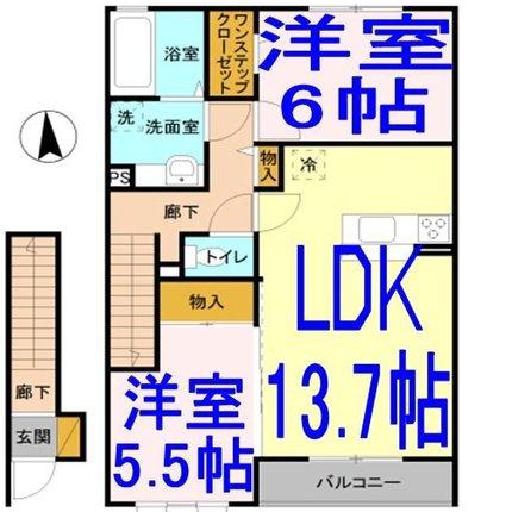 ワンステップ
クローゼット
洋室
6帖
浴室
洗
洗面室
PS
物入
冷
廊下
トイレ
LDK
13.7帖
物入
洋室
5.5帖
廊下
玄関
バルコニー